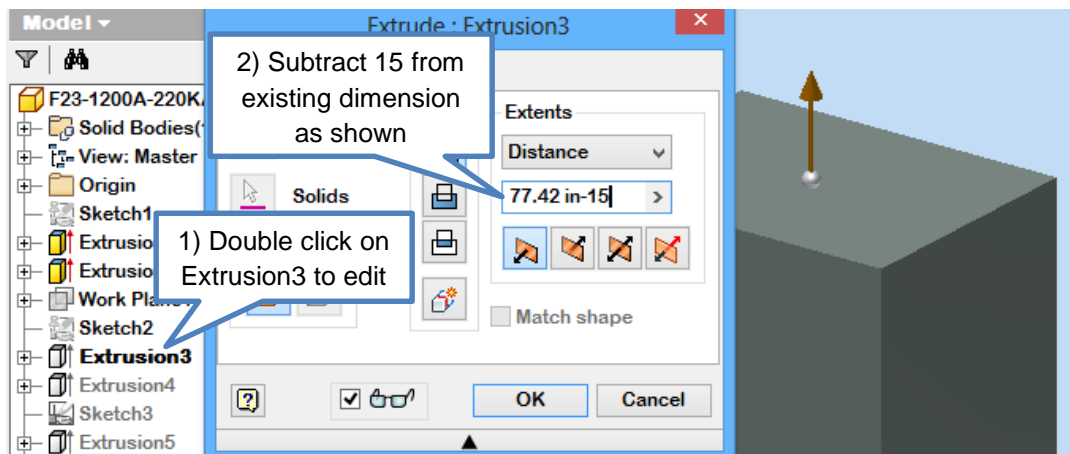 Model
Extrude : Extrusion3
F23-1200A-220K
Solid Bodies(
View: Master
Origin
Sketch1
Extrusio
Extrusio
Work Plane1
Sketch2
Extrusion3
Extrusion4
Sketch3
Extrusion5
2) Subtract 15 from
existing dimension
as shown
1) Double click on
Extrusion3 to edit
Solids
Extents
Distance
77.42 in-15
Match shape
?
OK
Cancel